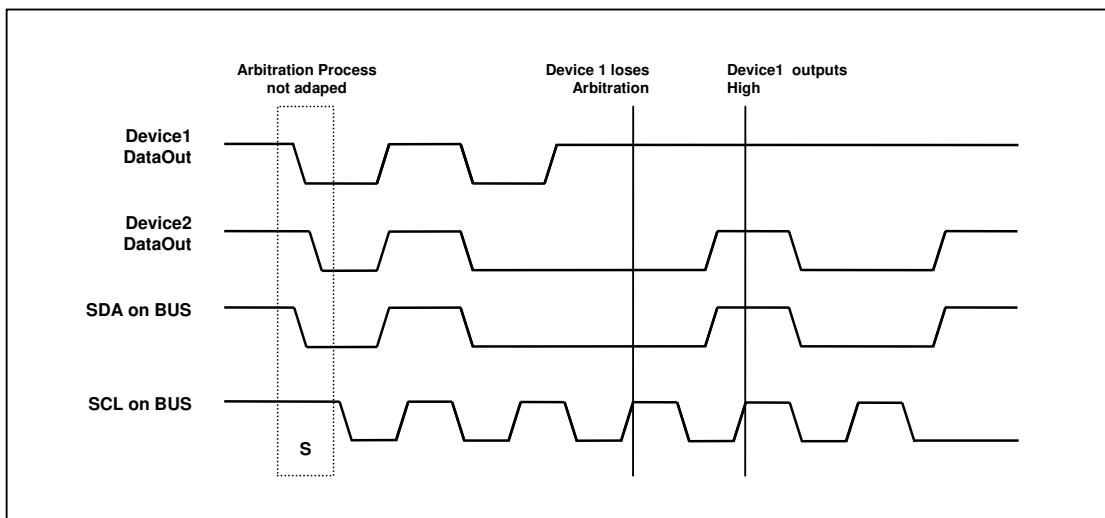 Arbitration Process
not adaped
Device 1 loses
Arbitration
Device1 outputs
High
Device1
DataOut
Device2
DataOut
SDA on BUS
SCL on BUS
S